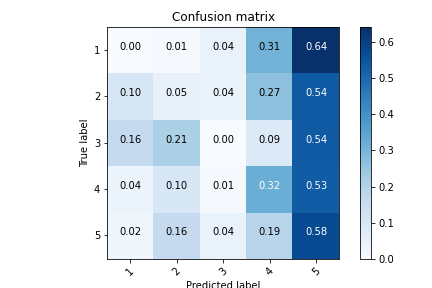 Confusion matrix
1 0.00 0.01 0.04 0.31 0.64
2 0.10 0.05 0.04 0.27 0.54
3 0.16 0.21 0.00 0.09 0.54
4 0.04 0.10 0.01 0.32 0.53
5 0.02 0.16 0.04 0.19 0.58
True label
1 2 3 4 5
Predicted label
0.6
0.5
0.4
0.3
0.2
0.1
0.0